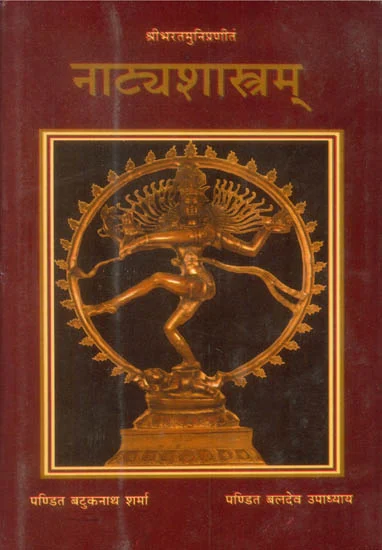 श्रीभरतमुनिप्रणीतं
नाट्यशास्त्रम्
पण्डित बटुकनाथ शर्मा पण्डित बलदेव उपाध्याय